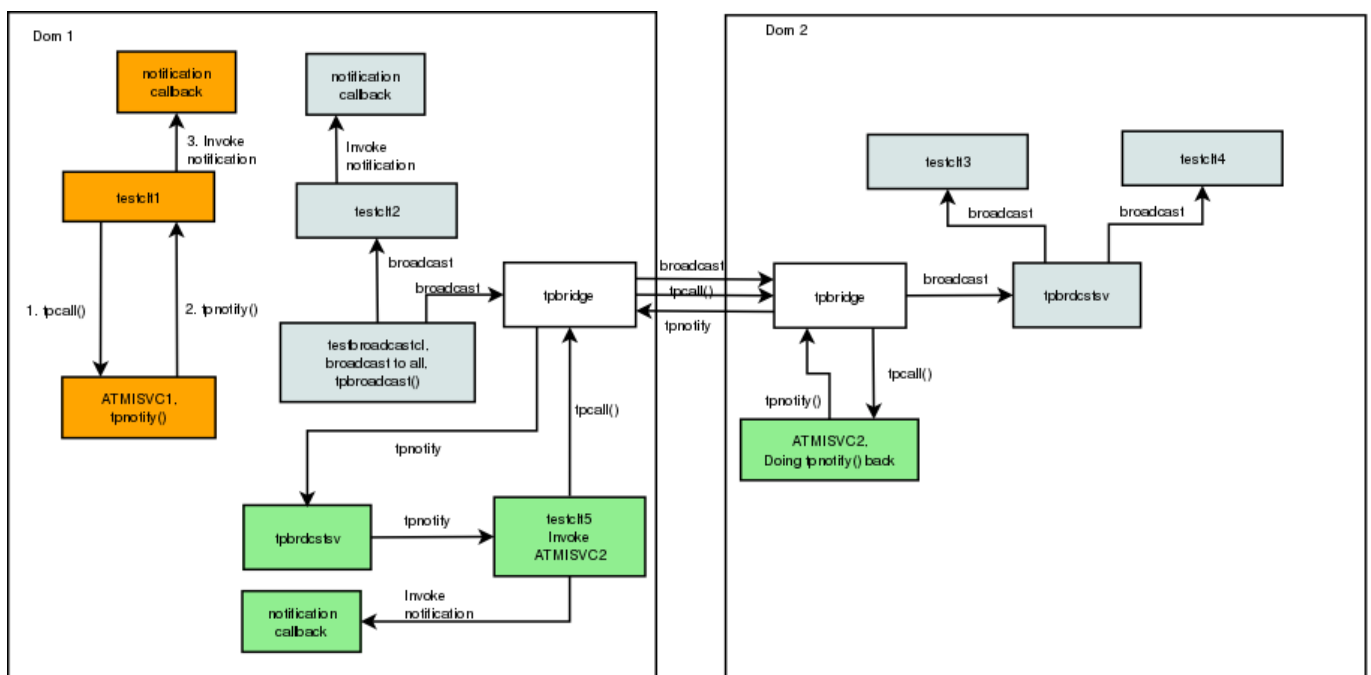 Dom 1
notification
callback
3. Invoke
notification
testclt1
1. tpcall()
2. tpnotify()
ATMISVC1,
tpnotify()
notification
callback
Invoke
notification
testclt2
broadcast
broadcast
testbroadcastcl,
broadcast to all,
tpbroadcast()
tpbridge
tpcall()
tpnotify
tpbrdcstsv
tpnotify
testclt5
Invoke
ATMISVC2
Invoke
notification
notification
callback
broadcast
tpcall()
tpnotify
Dom 2
testclt3
testclt4
broadcast
broadcast
tpbridge
broadcast
tpbrdcstsv
tpnotify()
tpcall()
ATMISVC2,
Doing tpnotify() back